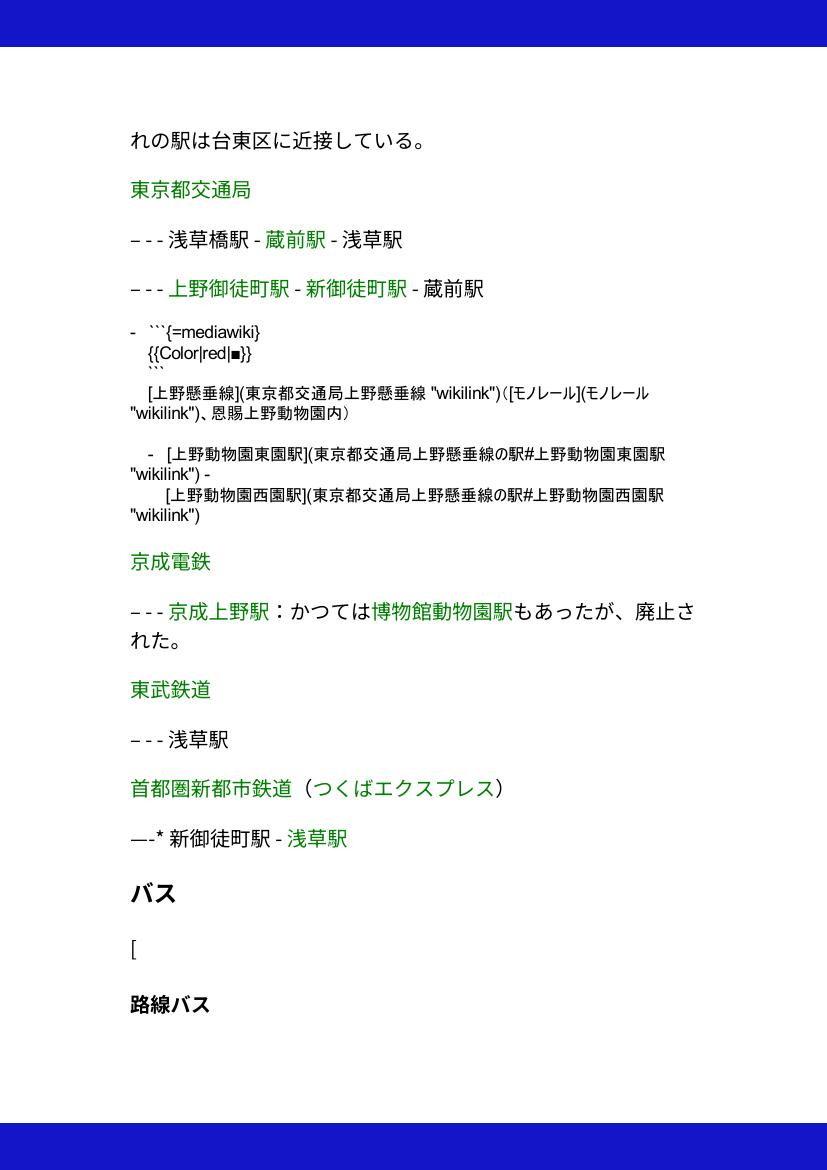 れの駅は台東区に近接している。
東京都交通局
– - - 浅草橋駅 - 蔵前駅 - 浅草駅
– - - 上野御徒町駅 - 新御徒町駅 - 蔵前駅
- ```{=mediawiki}
{{Color|red|■}}
```
[上野懸垂線](東京都交通局上野懸垂線 "wikilink")（[モノレール](モノレール
"wikilink")、恩賜上野動物園内）
- [上野動物園東園駅](東京都交通局上野懸垂線の駅#上野動物園東園駅
"wikilink") -
[上野動物園西園駅](東京都交通局上野懸垂線の駅#上野動物園西園駅
"wikilink")
京成電鉄
– - - 京成上野駅：かつては博物館動物園駅もあったが、廃止さ
れた。
東武鉄道
– - - 浅草駅
首都圏新都市鉄道（つくばエクスプレス）
—-* 新御徒町駅 - 浅草駅
バス
[
路線バス